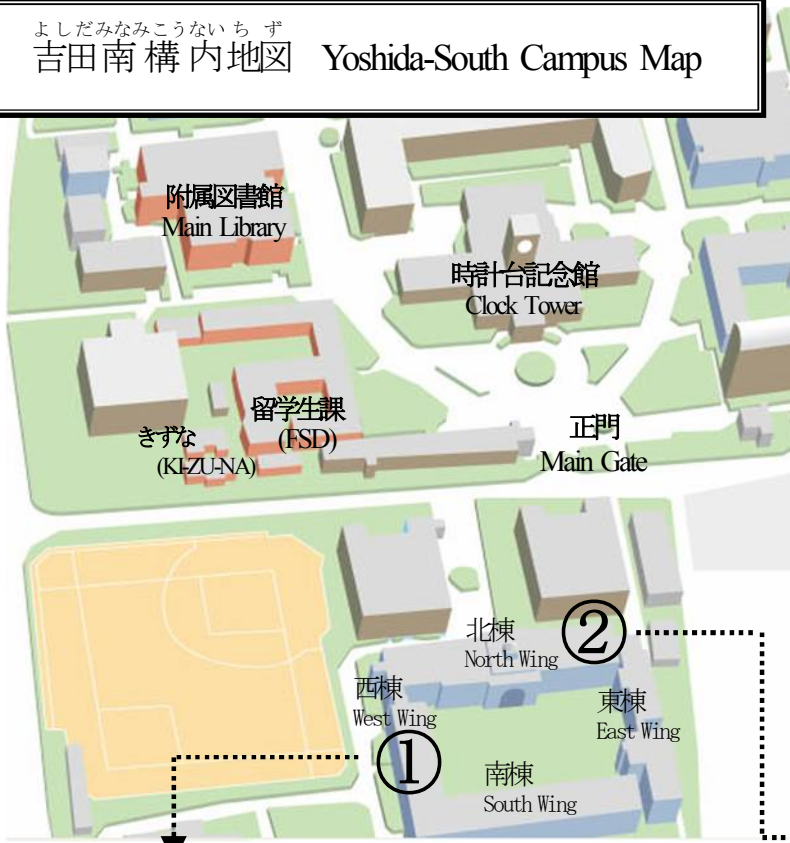 よしだみなみこうないちず
吉田南構内地図 Yoshida-South Campus Map
附属図書館
Main Library
時計台記念館
Clock Tower
留学生課
(FSD)
きずな
(KI-ZU-NA)
正門
Main Gate
北棟
North Wing
②
西棟
West Wing
東棟
East Wing
①
南棟
South Wing